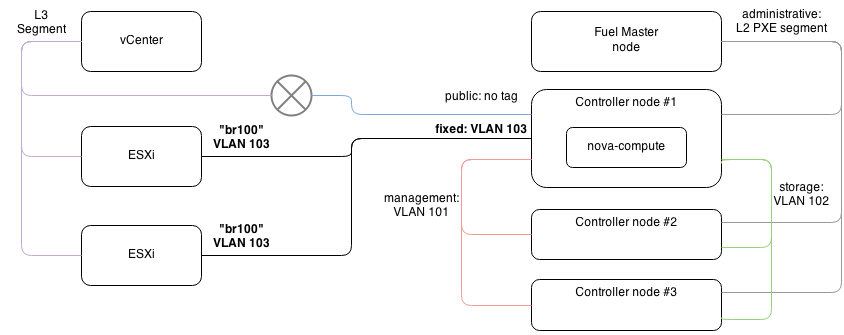 L3
Segment
vCenter
Fuel Master
node
administrative:
L2 PXE segment
public: no tag
Controller node #1
"br100"
VLAN 103
fixed: VLAN 103
ESXi
nova-compute
management:
VLAN 101
storage:
VLAN 102
"br100"
VLAN 103
ESXi
Controller node #2
Controller node #3